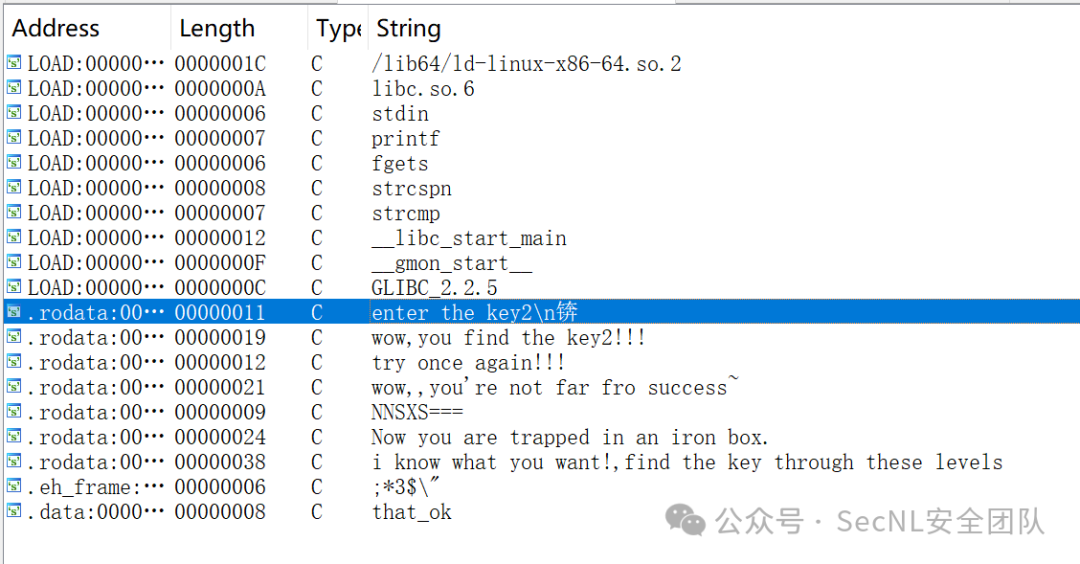 Address Length Type String
LOAD:00000··· 0000001C C /lib64/ld-linux-x86-64.so.2
LOAD:00000··· 0000000A C libc.so.6
LOAD:00000··· 00000006 C stdin
LOAD:00000··· 00000007 C printf
LOAD:00000··· 00000006 C fgets
LOAD:00000··· 00000008 C strcspn
LOAD:00000··· 00000007 C strcmp
LOAD:00000··· 00000012 C __libc_start_main
LOAD:00000··· 0000000F C __gmon_start__
LOAD:00000··· 0000000C C GLIBC_2.2.5
.rodata:00··· 00000011 C enter the key2\n锛
.rodata:00··· 00000019 C wow,you find the key2!!!
.rodata:00··· 00000012 C try once again!!!
.rodata:00··· 00000021 C wow,,you're not far fro success~
.rodata:00··· 00000009 C NNSXS===
.rodata:00··· 00000024 C Now you are trapped in an iron box.
.rodata:00··· 00000038 C i know what you want!,find the key through these levels
.eh_frame:··· 00000006 C ;*3$\"
.data:0000··· 00000008 C that_ok
公众号 · SecNL安全团队